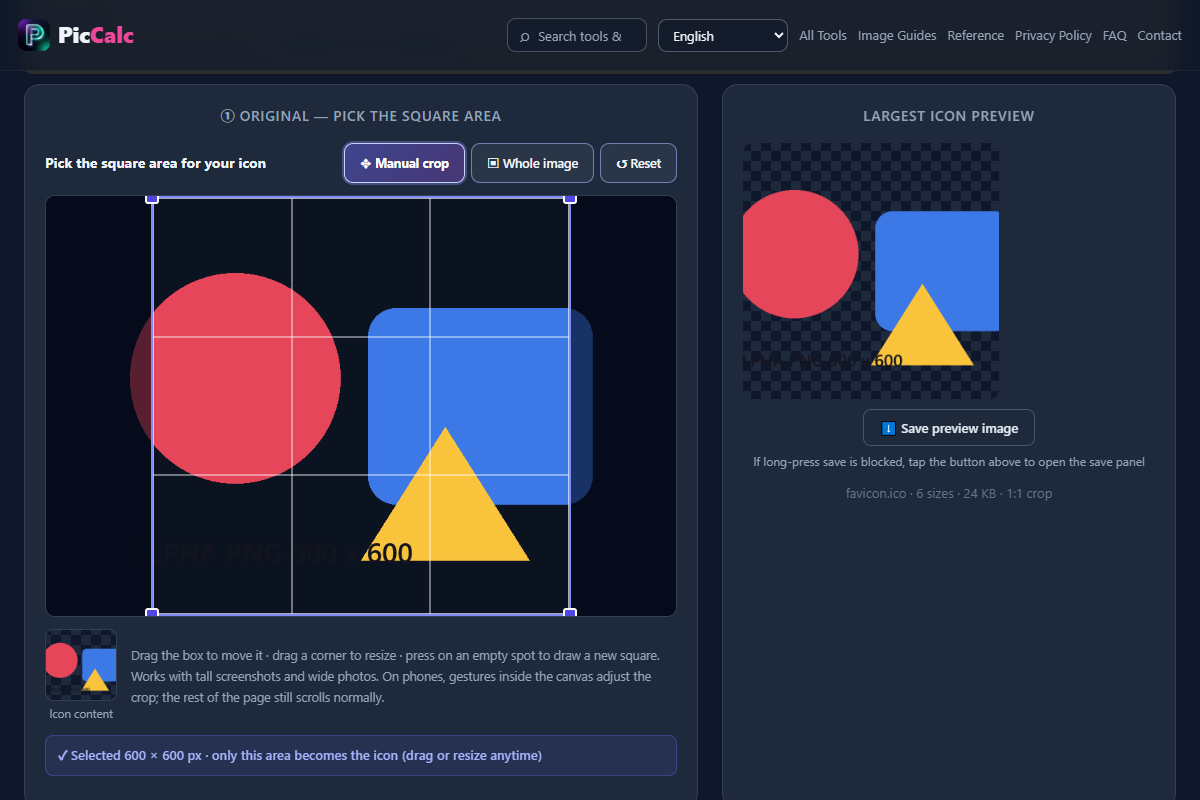 PicCalc
Search tools &
English
All Tools
Image Guides
Reference
Privacy Policy
FAQ
Contact
① ORIGINAL — PICK THE SQUARE AREA
Pick the square area for your icon
✥ Manual crop
▣ Whole image
↺ Reset
ALPHA PNG 900 x 600
Icon content
Drag the box to move it · drag a corner to resize · press on an empty spot to draw a new square.
Works with tall screenshots and wide photos. On phones, gestures inside the canvas adjust the
crop; the rest of the page still scrolls normally.
✓ Selected 600 × 600 px · only this area becomes the icon (drag or resize anytime)
LARGEST ICON PREVIEW
600
Save preview image
If long-press save is blocked, tap the button above to open the save panel
favicon.ico · 6 sizes · 24 KB · 1:1 crop